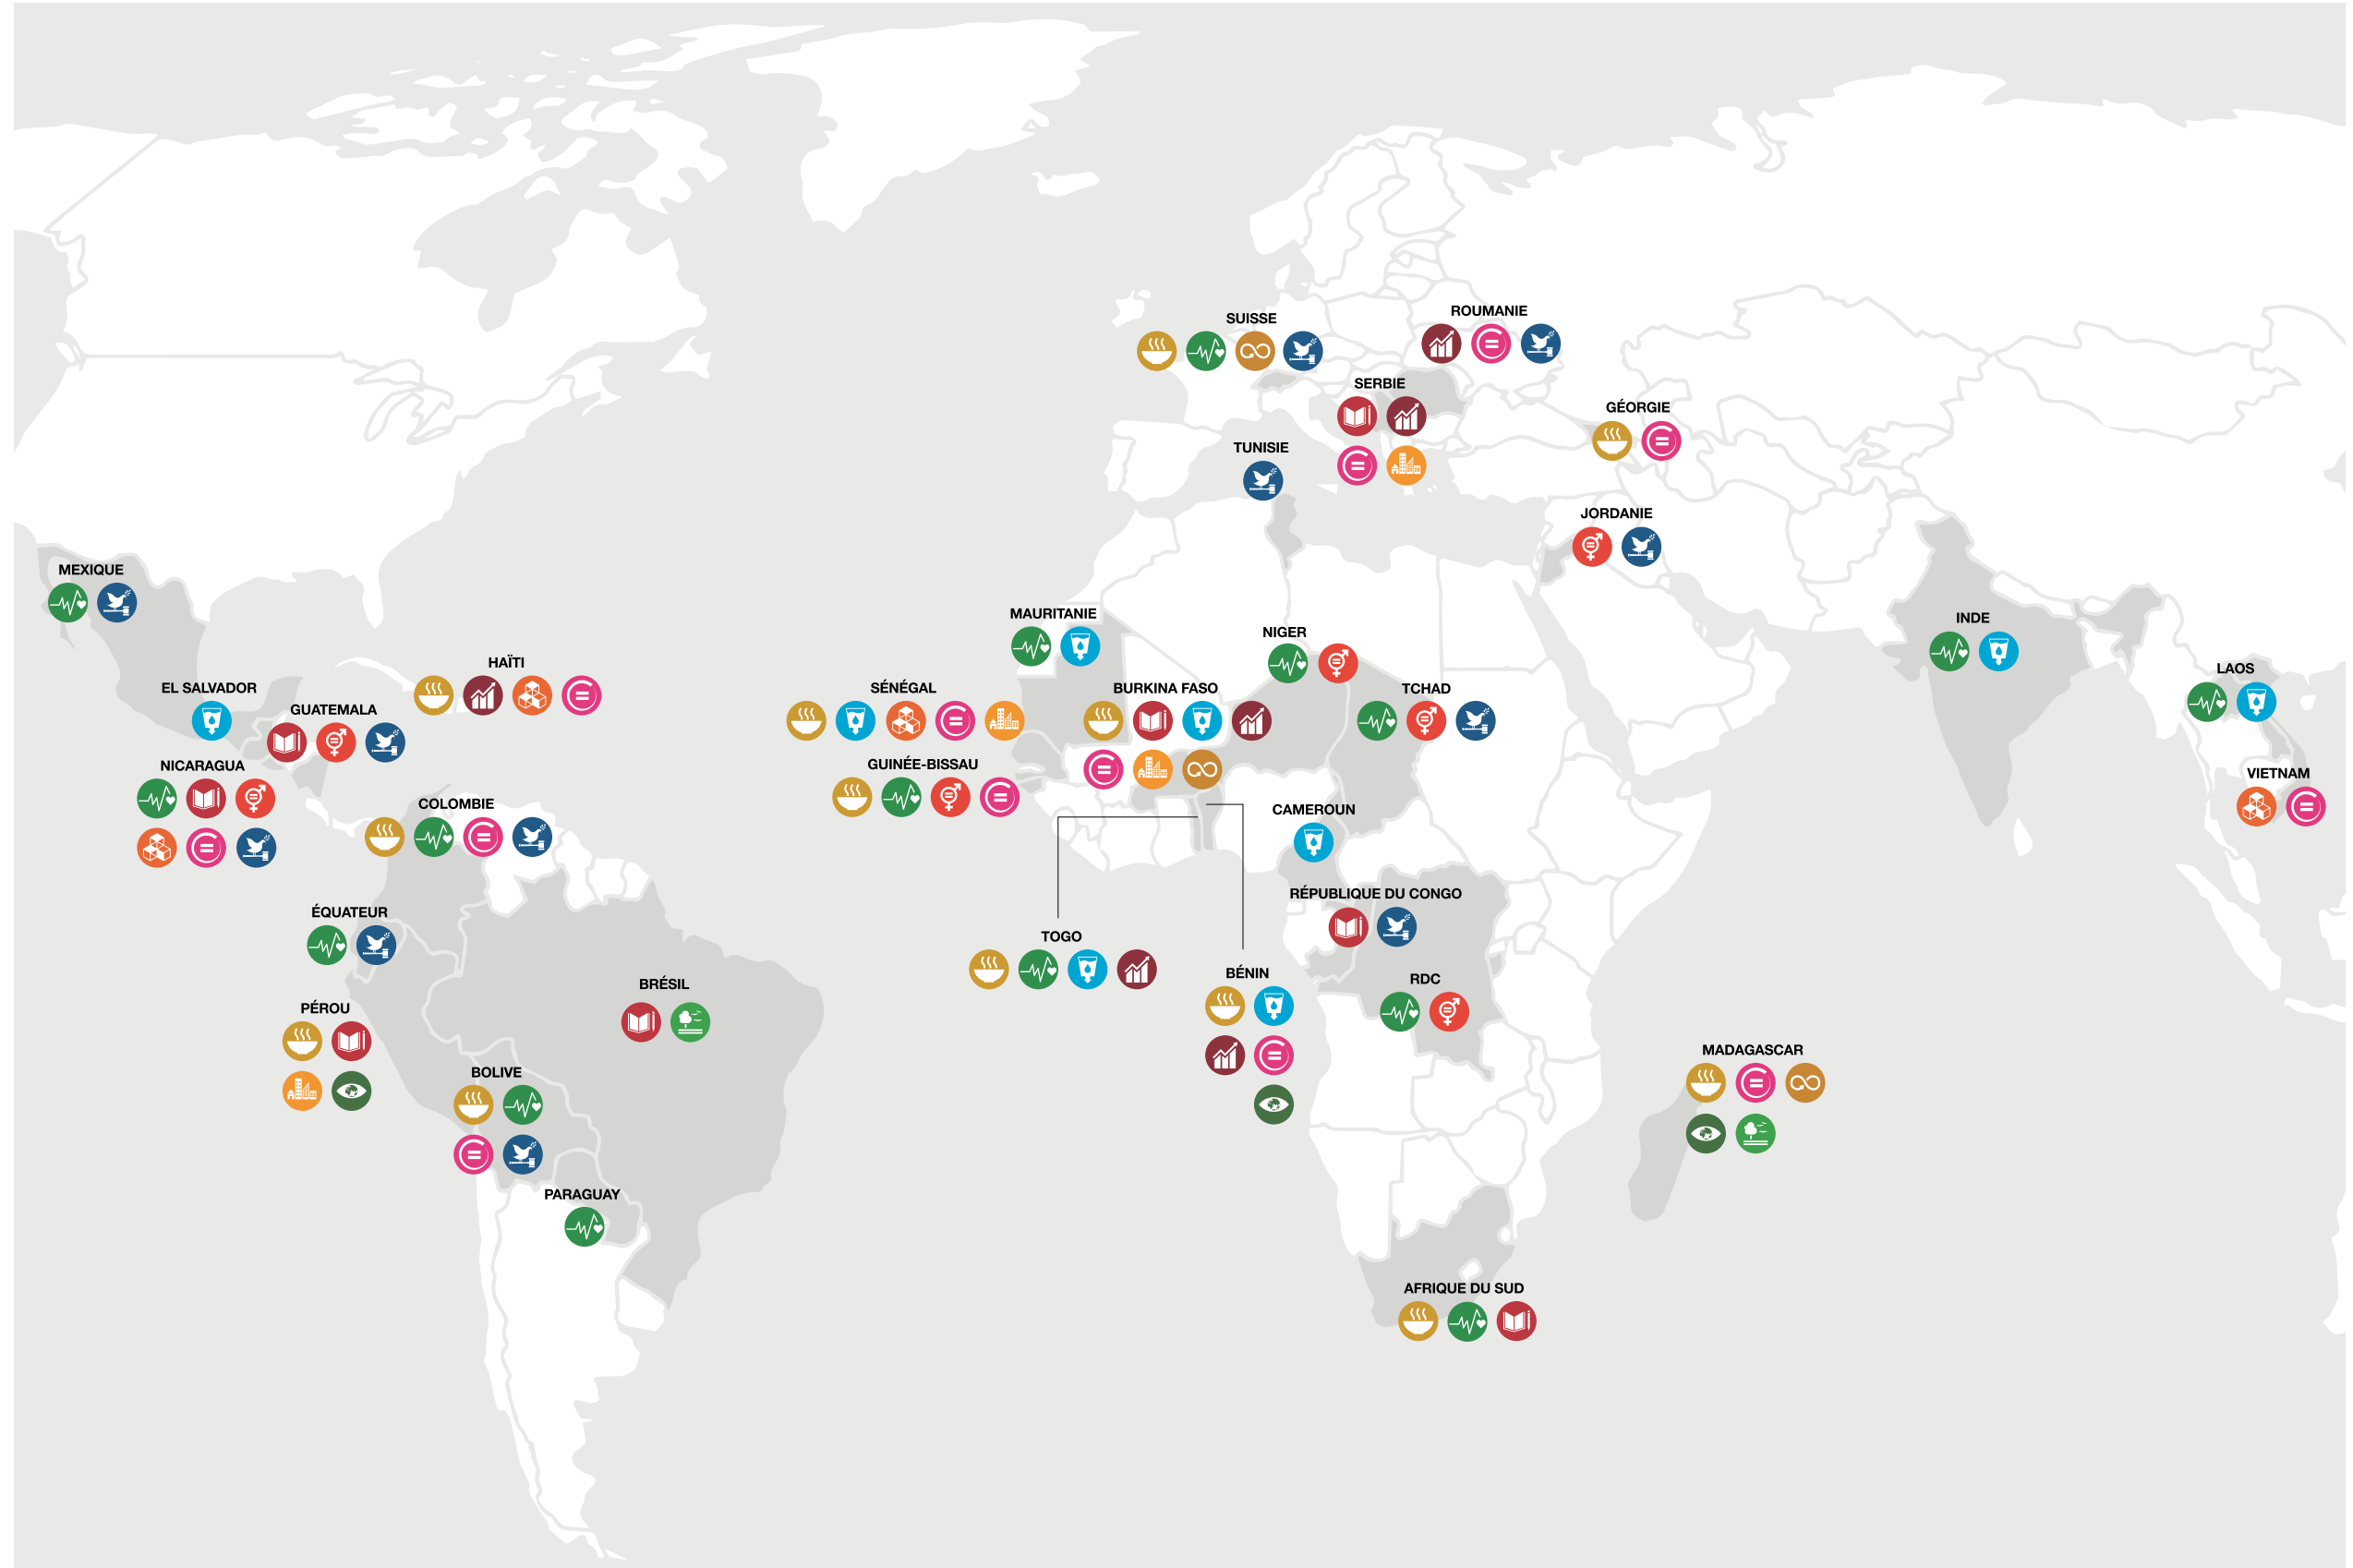 SUISSE
ROUMANIE
SERBIE
GÉORGIE
TUNISIE
JORDANIE
MEXIQUE
MAURITANIE
NIGER
INDE
HAÏTI
EL SALVADOR
SÉNÉGAL
BURKINA FASO
TCHAD
LAOS
GUATEMALA
NICARAGUA
GUINÉE-BISSAU
VIETNAM
COLOMBIE
CAMEROUN
RÉPUBLIQUE DU CONGO
ÉQUATEUR
TOGO
BÉNIN
RDC
BRÉSIL
PÉROU
MADAGASCAR
BOLIVE
PARAGUAY
AFRIQUE DU SUD